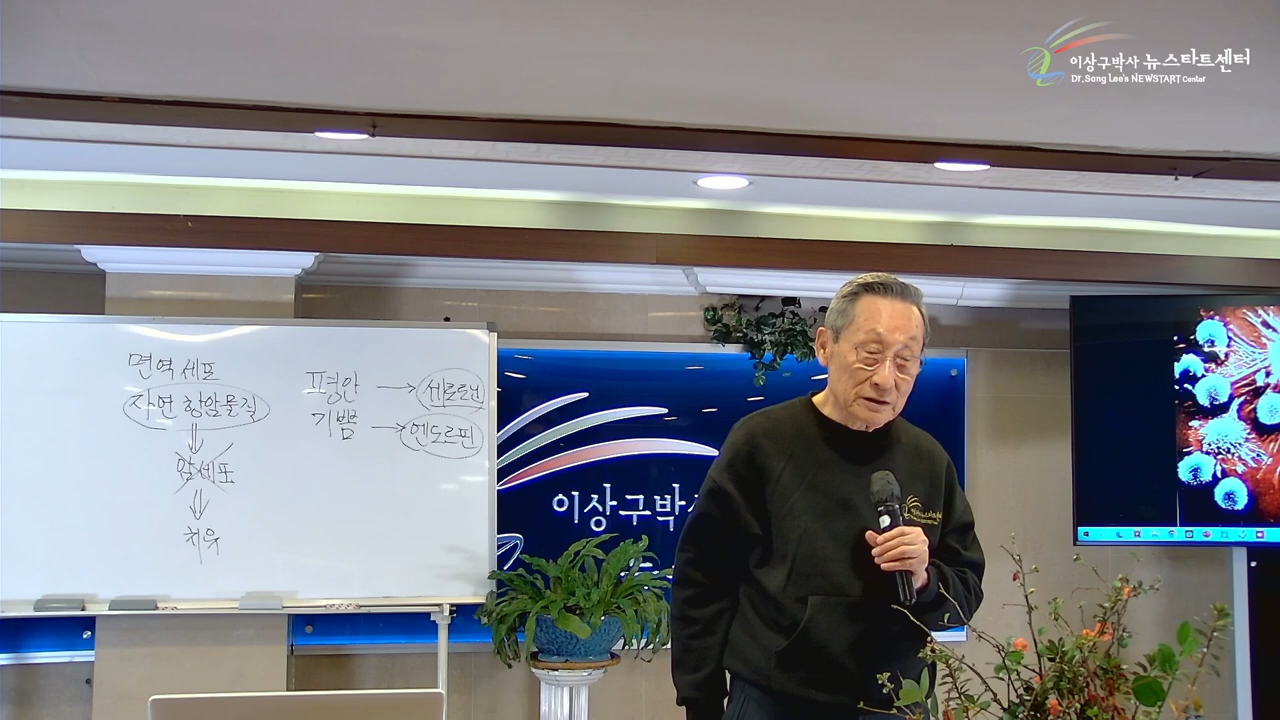 이상구박사 뉴스타트센터
Dr. Sang Lee's NEWSTART Center
면역세포
자연 항암물질
암세포
치유
평안 → 세로토닌
기쁨 → 엔도르핀
이상구박사